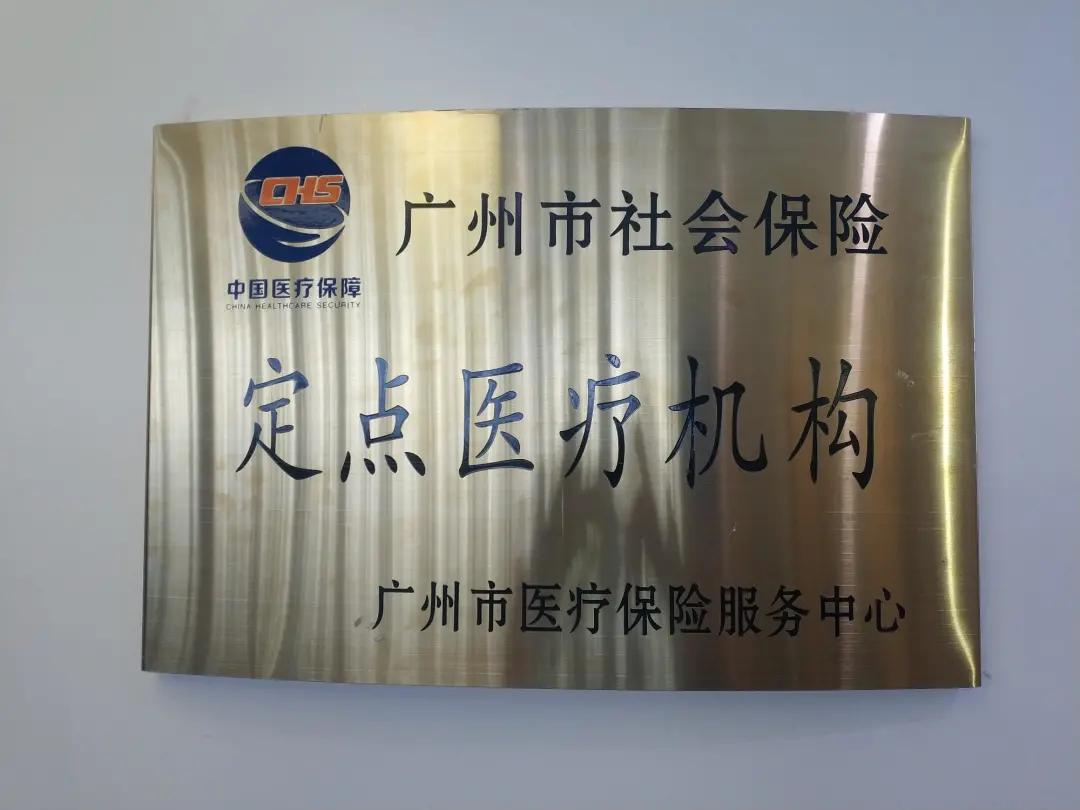 CHS
中国医疗保障
CHINA HEALTHCARE SECURITY
广州市社会保险
定点医疗机构
广州市医疗保险服务中心